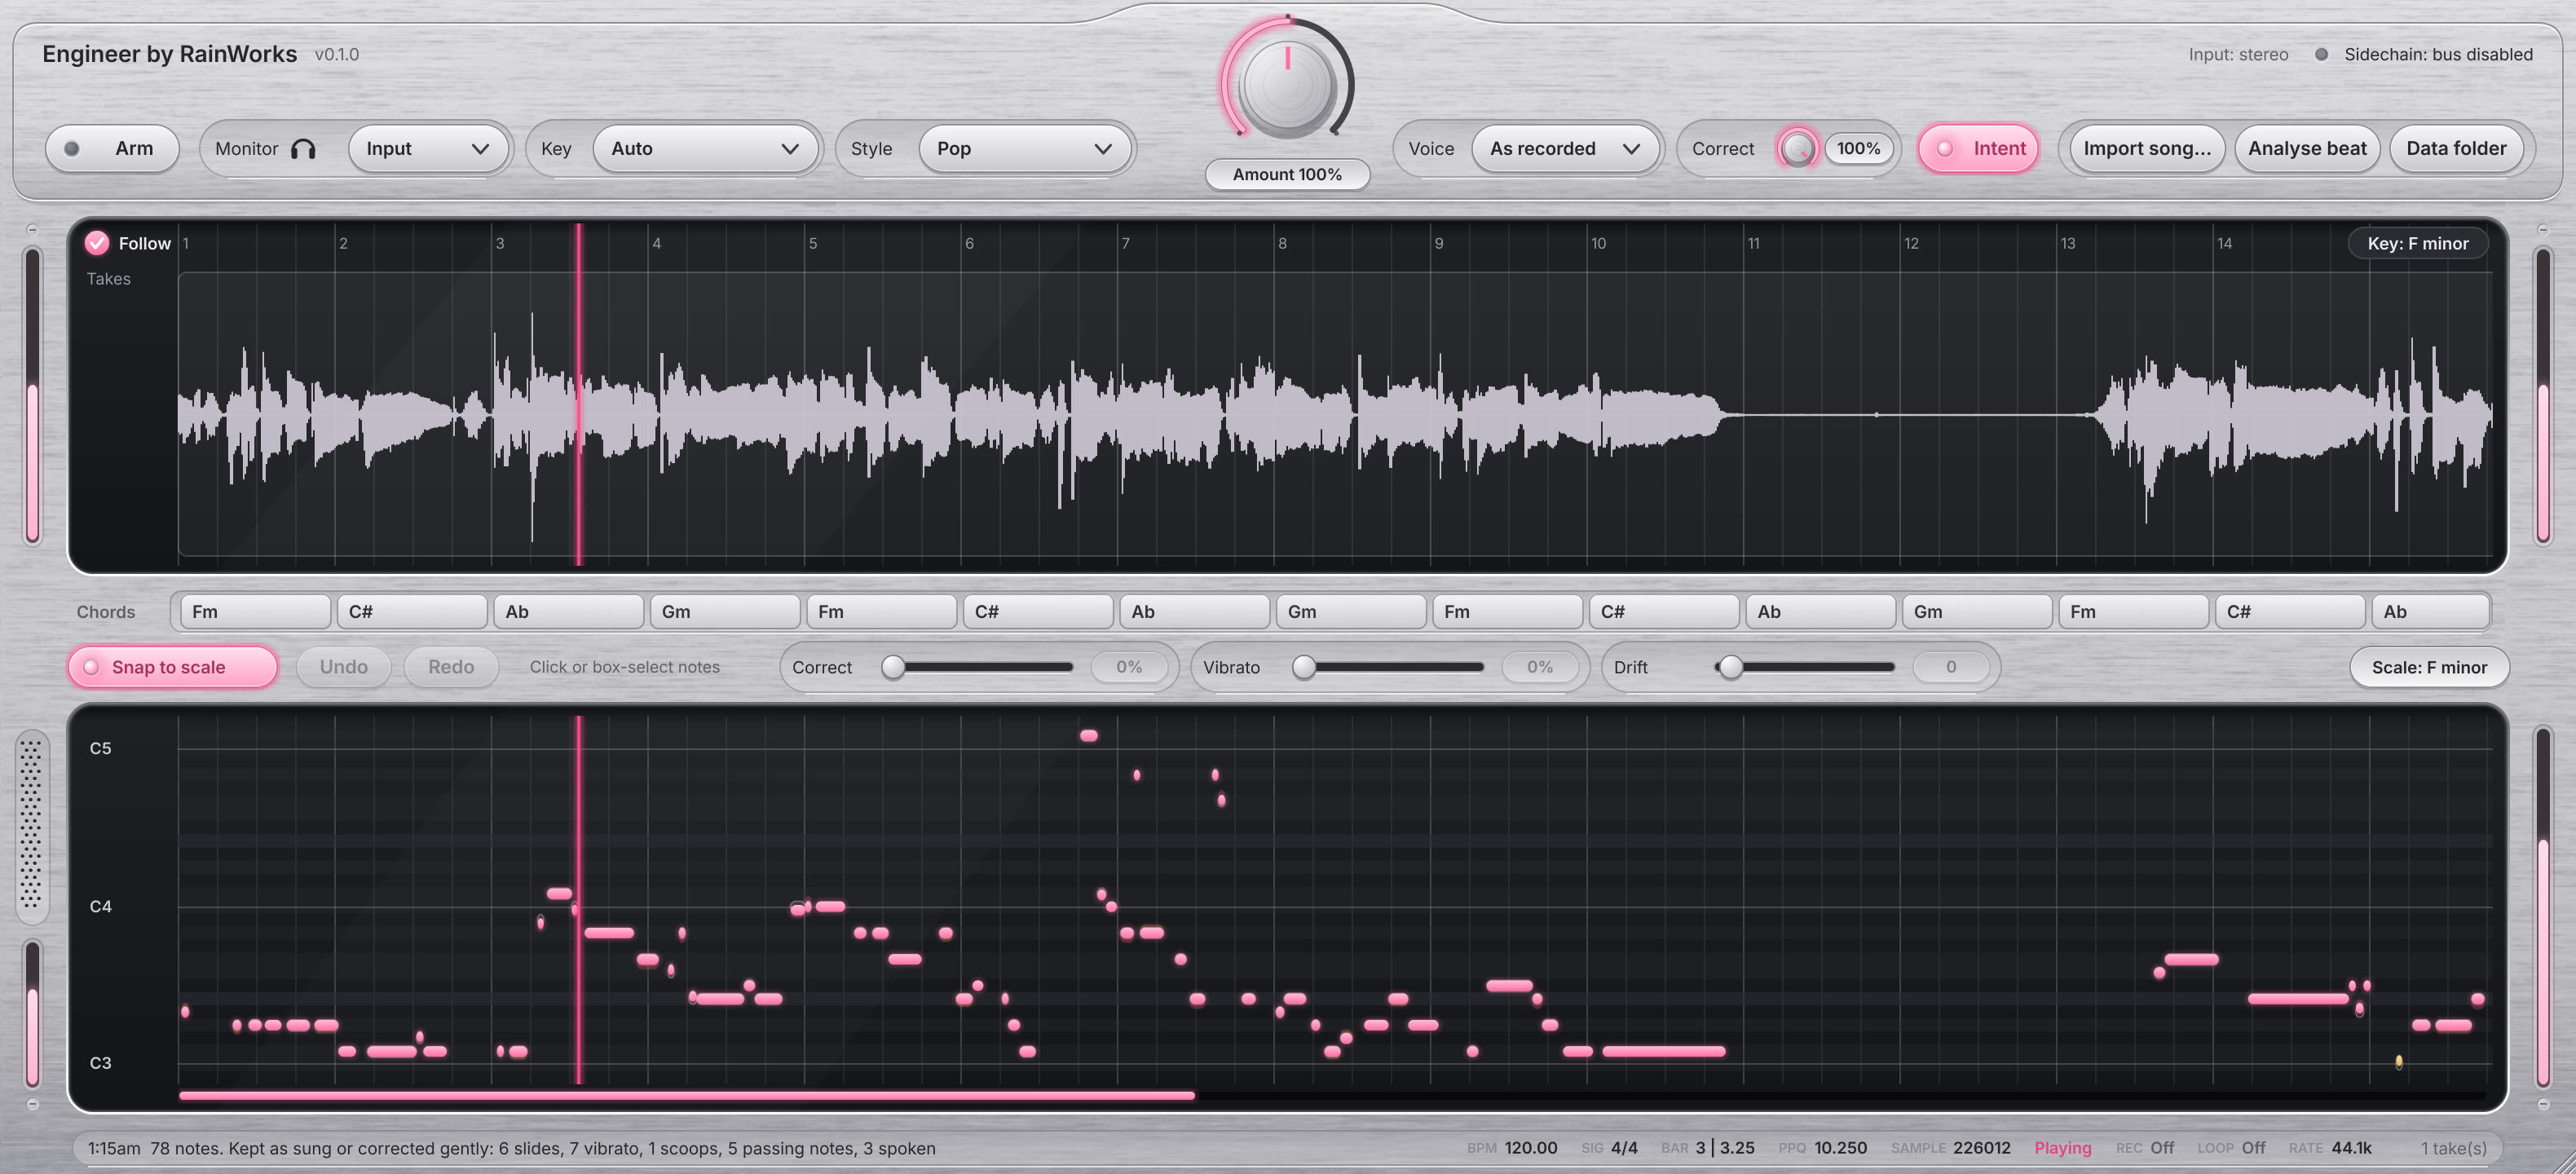 Engineer by RainWorks v0.1.0
Input: stereo Sidechain: bus disabled
Arm Monitor Input Key Auto Style Pop Voice As recorded Correct 100% Intent Import song... Analyse beat Data folder
Amount 100%
Follow 1 2 3 4 5 6 7 8 9 10 11 12 13 14 Key: F minor
Takes
Chords Fm C# Ab Gm Fm C# Ab Gm Fm C# Ab Gm Fm C# Ab
Snap to scale Undo Redo Click or box-select notes Correct 0% Vibrato 0% Drift 0 Scale: F minor
C5
C4
C3
1:15am 78 notes. Kept as sung or corrected gently: 6 slides, 7 vibrato, 1 scoops, 5 passing notes, 3 spoken BPM 120.00 SIG 4/4 BAR 3 | 3.25 PPQ 10.250 SAMPLE 226012 Playing REC Off LOOP Off RATE 44.1k 1 take(s)